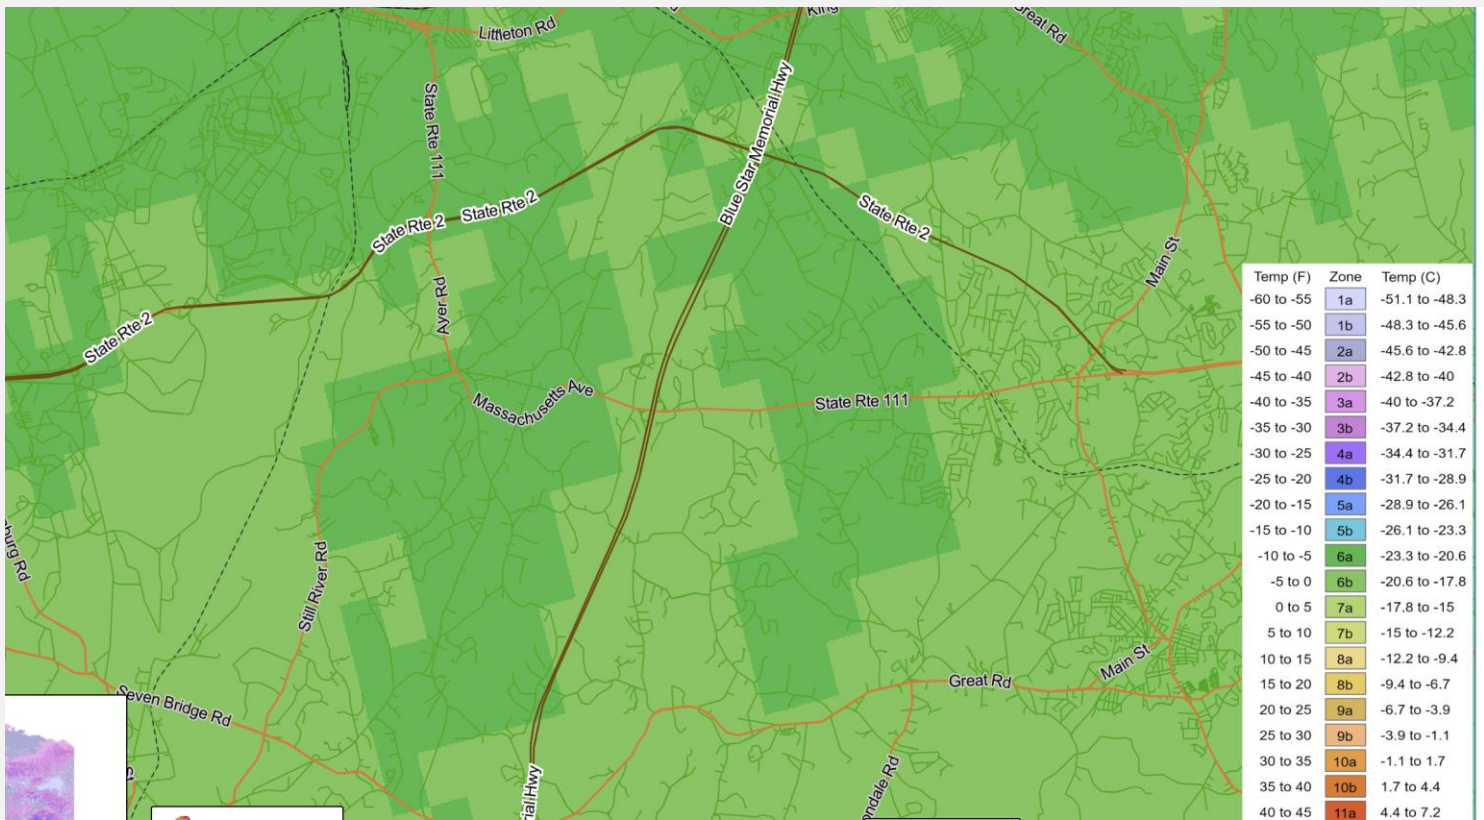 Littleton Rd
Great Rd
State Rte 111
Blue Star Memorial Hwy
State Rte 2
State Rte 2
State Rte 2
State Rte 2
Main St
Ayer Rd
Massachusetts Ave
State Rte 111
Still River Rd
Main St
Great Rd
Seven Bridge Rd
Temp (F) Zone Temp (C)
-60 to -55 1a -51.1 to -48.3
-55 to -50 1b -48.3 to -45.6
-50 to -45 2a -45.6 to -42.8
-45 to -40 2b -42.8 to -40
-40 to -35 3a -40 to -37.2
-35 to -30 3b -37.2 to -34.4
-30 to -25 4a -34.4 to -31.7
-25 to -20 4b -31.7 to -28.9
-20 to -15 5a -28.9 to -26.1
-15 to -10 5b -26.1 to -23.3
-10 to -5 6a -23.3 to -20.6
-5 to 0 6b -20.6 to -17.8
0 to 5 7a -17.8 to -15
5 to 10 7b -15 to -12.2
10 to 15 8a -12.2 to -9.4
15 to 20 8b -9.4 to -6.7
20 to 25 9a -6.7 to -3.9
25 to 30 9b -3.9 to -1.1
30 to 35 10a -1.1 to 1.7
35 to 40 10b 1.7 to 4.4
40 to 45 11a 4.4 to 7.2
Rd
Hwy
Rd